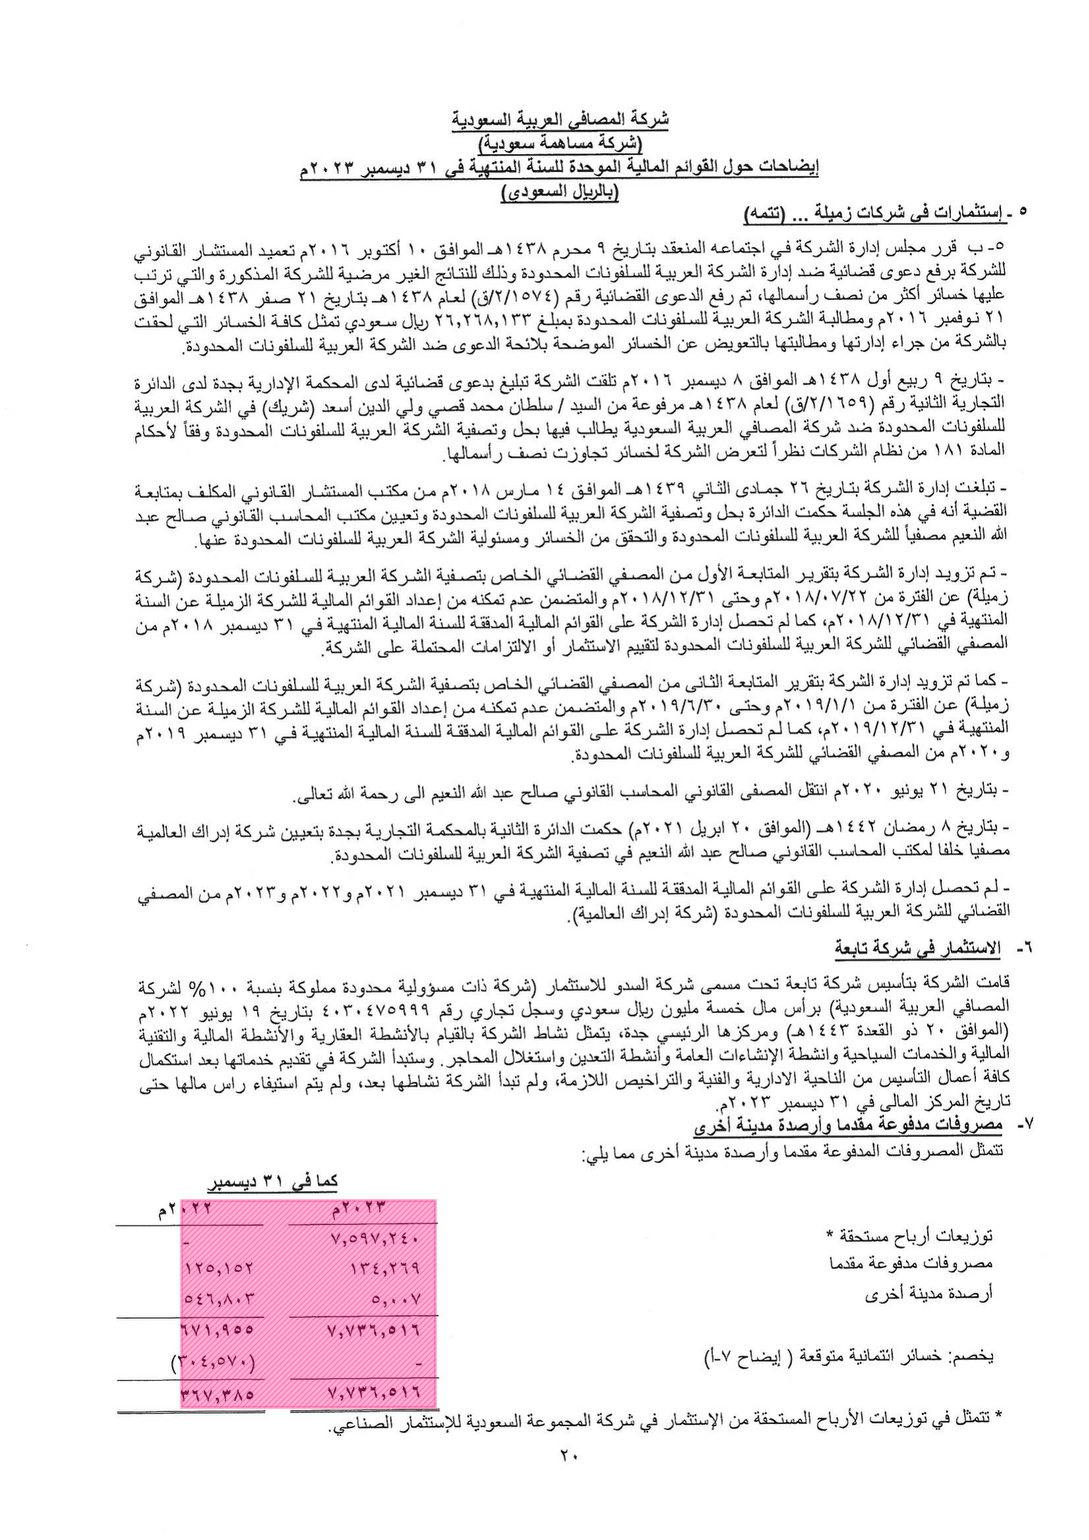 شركة المصافي العربية السعودية
(شركة مساهمة سعودية)
إيضاحات حول القوائم المالية الموحدة للسنة المنتهية في ٣١ ديسمبر ٢٠٢٣م
(بالريال السعودي)
٥ - إستثمارات في شركات زميلة ... (تتمه)
٥- ب قرر مجلس إدارة الشركة في اجتماعه المنعقد بتاريخ ٩ محرم ١٤٣٨هـ الموافق ١٠ أكتوبر ٢٠١٦م تعميد المستشار القانوني
للشركة برفع دعوى قضائية ضد إدارة الشركة العربية للسلفونات المحدودة وذلك للنتائج الغير مرضية للشركة المذكورة والتي ترتب
عليها خسائر أكثر من نصف رأسمالها، تم رفع الدعوى القضائية رقم (٢/١٥٧٤/ق) لعام ١٤٣٨هـ بتاريخ ٢١ صفر ١٤٣٨هـ الموافق
٢١ نوفمبر ٢٠١٦م ومطالبة الشركة العربية للسلفونات المحدودة بمبلغ ٢٦,٢٦٨,١٣٣ ريال سعودي تمثل كافة الخسائر التي لحقت
بالشركة من جراء إدارتها ومطالبتها بالتعويض عن الخسائر الموضحة بلائحة الدعوى ضد الشركة العربية للسلفونات المحدودة.
- بتاريخ ٩ ربيع أول ١٤٣٨هـ الموافق ٨ ديسمبر ٢٠١٦م تلقت الشركة تبليغ بدعوى قضائية لدى المحكمة الإدارية بجدة لدى الدائرة
التجارية الثانية رقم (٢/١٦٥٩/ق) لعام ١٤٣٨هـ مرفوعة من السيد / سلطان محمد قصي ولي الدين أسعد (شريك) في الشركة العربية
للسلفونات المحدودة ضد شركة المصافي العربية السعودية يطالب فيها بحل وتصفية الشركة العربية للسلفونات المحدودة وفقاً لأحكام
المادة ١٨١ من نظام الشركات نظراً لتعرض الشركة لخسائر تجاوزت نصف رأسمالها.
- تبلغت إدارة الشركة بتاريخ ٢٦ جمادى الثاني ١٤٣٩هـ الموافق ١٤ مارس ٢٠١٨م من مكتب المستشار القانوني المكلف بمتابعة
القضية أنه في هذه الجلسة حكمت الدائرة بحل وتصفية الشركة العربية للسلفونات المحدودة وتعيين مكتب المحاسب القانوني صالح عبد
الله النعيم مصفياً للشركة العربية للسلفونات المحدودة والتحقق من الخسائر ومسئولية الشركة العربية للسلفونات المحدودة عنها.
- تم تزويد إدارة الشركة بتقرير المتابعة الأول من المصفي القضائي الخاص بتصفية الشركة العربية للسلفونات المحدودة (شركة
زميلة) عن الفترة من ٢٠١٨/٠٧/٢٢م وحتى ٢٠١٨/١٢/٣١م والمتضمن عدم تمكنه من إعداد القوائم المالية للشركة الزميلة عن السنة
المنتهية في ٢٠١٨/١٢/٣١م، كما لم تحصل إدارة الشركة على القوائم المالية المدققة للسنة المالية المنتهية في ٣١ ديسمبر ٢٠١٨م من
المصفي القضائي للشركة العربية للسلفونات المحدودة لتقييم الاستثمار أو الالتزامات المحتملة على الشركة.
- كما تم تزويد إدارة الشركة بتقرير المتابعة الثانى من المصفي القضائي الخاص بتصفية الشركة العربية للسلفونات المحدودة (شركة
زميلة) عن الفترة من ٢٠١٩/١/١م وحتى ٢٠١٩/٦/٣٠م والمتضمن عدم تمكنه من إعداد القوائم المالية للشركة الزميلة عن السنة
المنتهية في ٢٠١٩/١٢/٣١م، كما لم تحصل إدارة الشركة على القوائم المالية المدققة للسنة المالية المنتهية في ٣١ ديسمبر ٢٠١٩م
و٢٠٢٠م من المصفي القضائي للشركة العربية للسلفونات المحدودة.
- بتاريخ ٢١ يونيو ٢٠٢٠م انتقل المصفى القانوني المحاسب القانوني صالح عبد الله النعيم الى رحمة الله تعالى.
- بتاريخ ٨ رمضان ١٤٤٢هـ (الموافق ٢٠ ابريل ٢٠٢١م) حكمت الدائرة الثانية بالمحكمة التجارية بجدة بتعيين شركة إدراك العالمية
مصفيا خلفا لمكتب المحاسب القانوني صالح عبد الله النعيم في تصفية الشركة العربية للسلفونات المحدودة.
- لم تحصل إدارة الشركة على القوائم المالية المدققة للسنة المالية المنتهية في ٣١ ديسمبر ٢٠٢١م و٢٠٢٢م و٢٠٢٣م من المصفي
القضائي للشركة العربية للسلفونات المحدودة (شركة إدراك العالمية).
٦- الاستثمار في شركة تابعة
قامت الشركة بتأسيس شركة تابعة تحت مسمى شركة السدو للاستثمار (شركة ذات مسؤولية محدودة مملوكة بنسبة ١٠٠% لشركة
المصافي العربية السعودية) برأس مال خمسة مليون ريال سعودي وسجل تجاري رقم ٤٠٣٠٤٧٥٩٩٩ بتاريخ ١٩ يونيو ٢٠٢٢م
(الموافق ٢٠ ذو القعدة ١٤٤٣هـ) ومركزها الرئيسي جدة، يتمثل نشاط الشركة بالقيام بالأنشطة العقارية والأنشطة المالية والتقنية
المالية والخدمات السياحية وانشطة الإنشاءات العامة وأنشطة التعدين واستغلال المحاجر. وستبدأ الشركة في تقديم خدماتها بعد استكمال
كافة أعمال التأسيس من الناحية الادارية والفنية والتراخيص اللازمة، ولم تبدأ الشركة نشاطها بعد، ولم يتم استيفاء راس مالها حتى
تاريخ المركز المالى في ٣١ ديسمبر ٢٠٢٣م.
٧- مصروفات مدفوعة مقدما وأرصدة مدينة أخرى
تتمثل المصروفات المدفوعة مقدما وأرصدة مدينة أخرى مما يلي:
كما في ٣١ ديسمبر
٢٠٢٣م ٢٠٢٢م
توزيعات أرباح مستحقة * ٧,٥٩٧,٢٤٠ -
مصروفات مدفوعة مقدما ١٣٤,٢٦٩ ١٢٥,١٥٢
أرصدة مدينة أخرى ٥,٠٠٧ ٥٤٦,٨٠٣
٧,٧٣٦,٥١٦ ٦٧١,٩٥٥
يخصم: خسائر ائتمانية متوقعة ( إيضاح ٧-أ) - (٣٠٤,٥٧٠)
٧,٧٣٦,٥١٦ ٣٦٧,٣٨٥
* تتمثل في توزيعات الأرباح المستحقة من الإستثمار في شركة المجموعة السعودية للإستثمار الصناعي.
٢٠